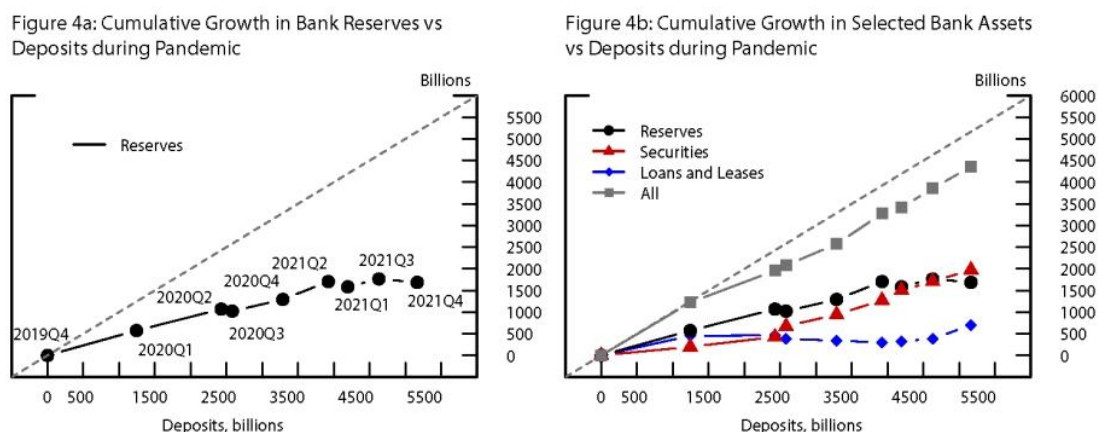 Figure 4a: Cumulative Growth in Bank Reserves vs
Deposits during Pandemic
Billions
Reserves
5500
5000
4500
4000
3500
3000
2500
2000
1500
1000
500
0
2019Q4
2020Q1
2020Q2
2020Q3
2020Q4
2021Q2
2021Q1
2021Q3
2021Q4
0 500 1500 2500 3500 4500 5500
Deposits, billions
Figure 4b: Cumulative Growth in Selected Bank Assets
vs Deposits during Pandemic
Billions
Reserves
Securities
Loans and Leases
All
6000
5500
5000
4500
4000
3500
3000
2500
2000
1500
1000
500
0
0 500 1500 2500 3500 4500 5500
Deposits, billions